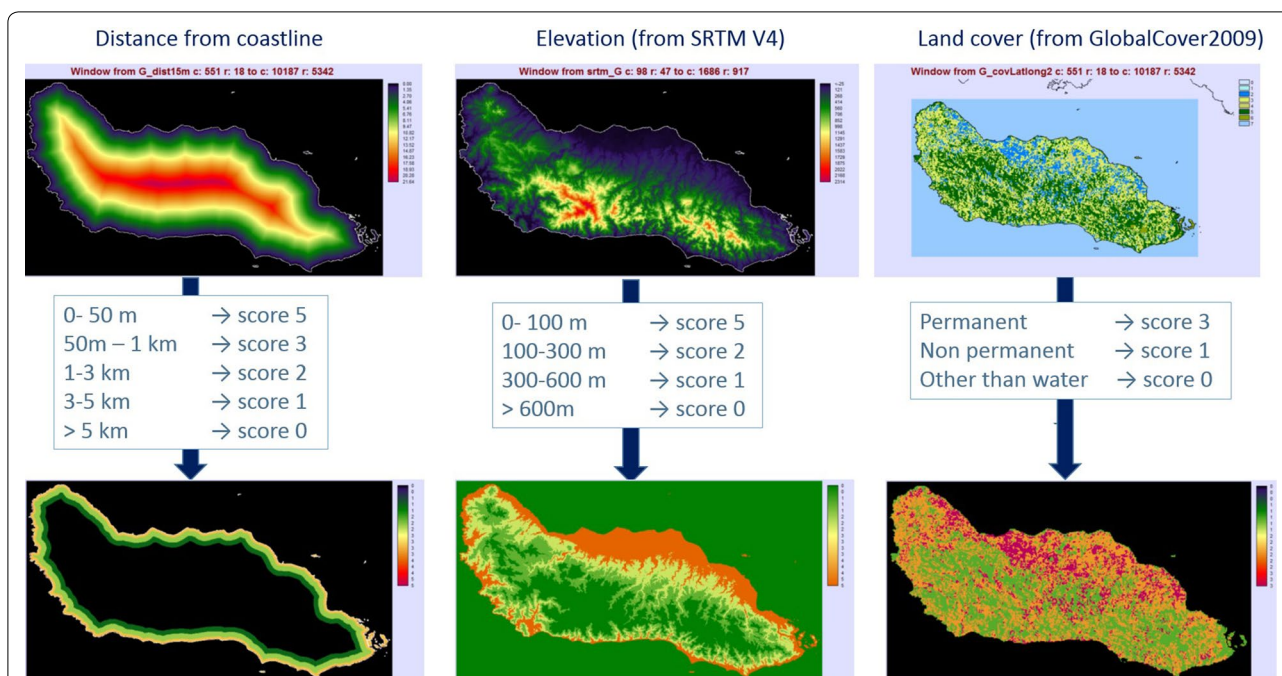 Distance from coastline
Elevation (from SRTM V4)
Land cover (from GlobalCover2009)
Window from G_dist15m c: 551 r: 18 to c: 10187 r: 5342
Window from srtm_G c: 98 r: 47 to c: 1686 r: 917
Window from G_covLatlong2 c: 551 r: 18 to c: 10187 r: 5342
0- 50 m → score 5
50m – 1 km → score 3
1-3 km → score 2
3-5 km → score 1
> 5 km → score 0
0- 100 m → score 5
100-300 m → score 2
300-600 m → score 1
> 600m → score 0
Permanent → score 3
Non permanent → score 1
Other than water → score 0